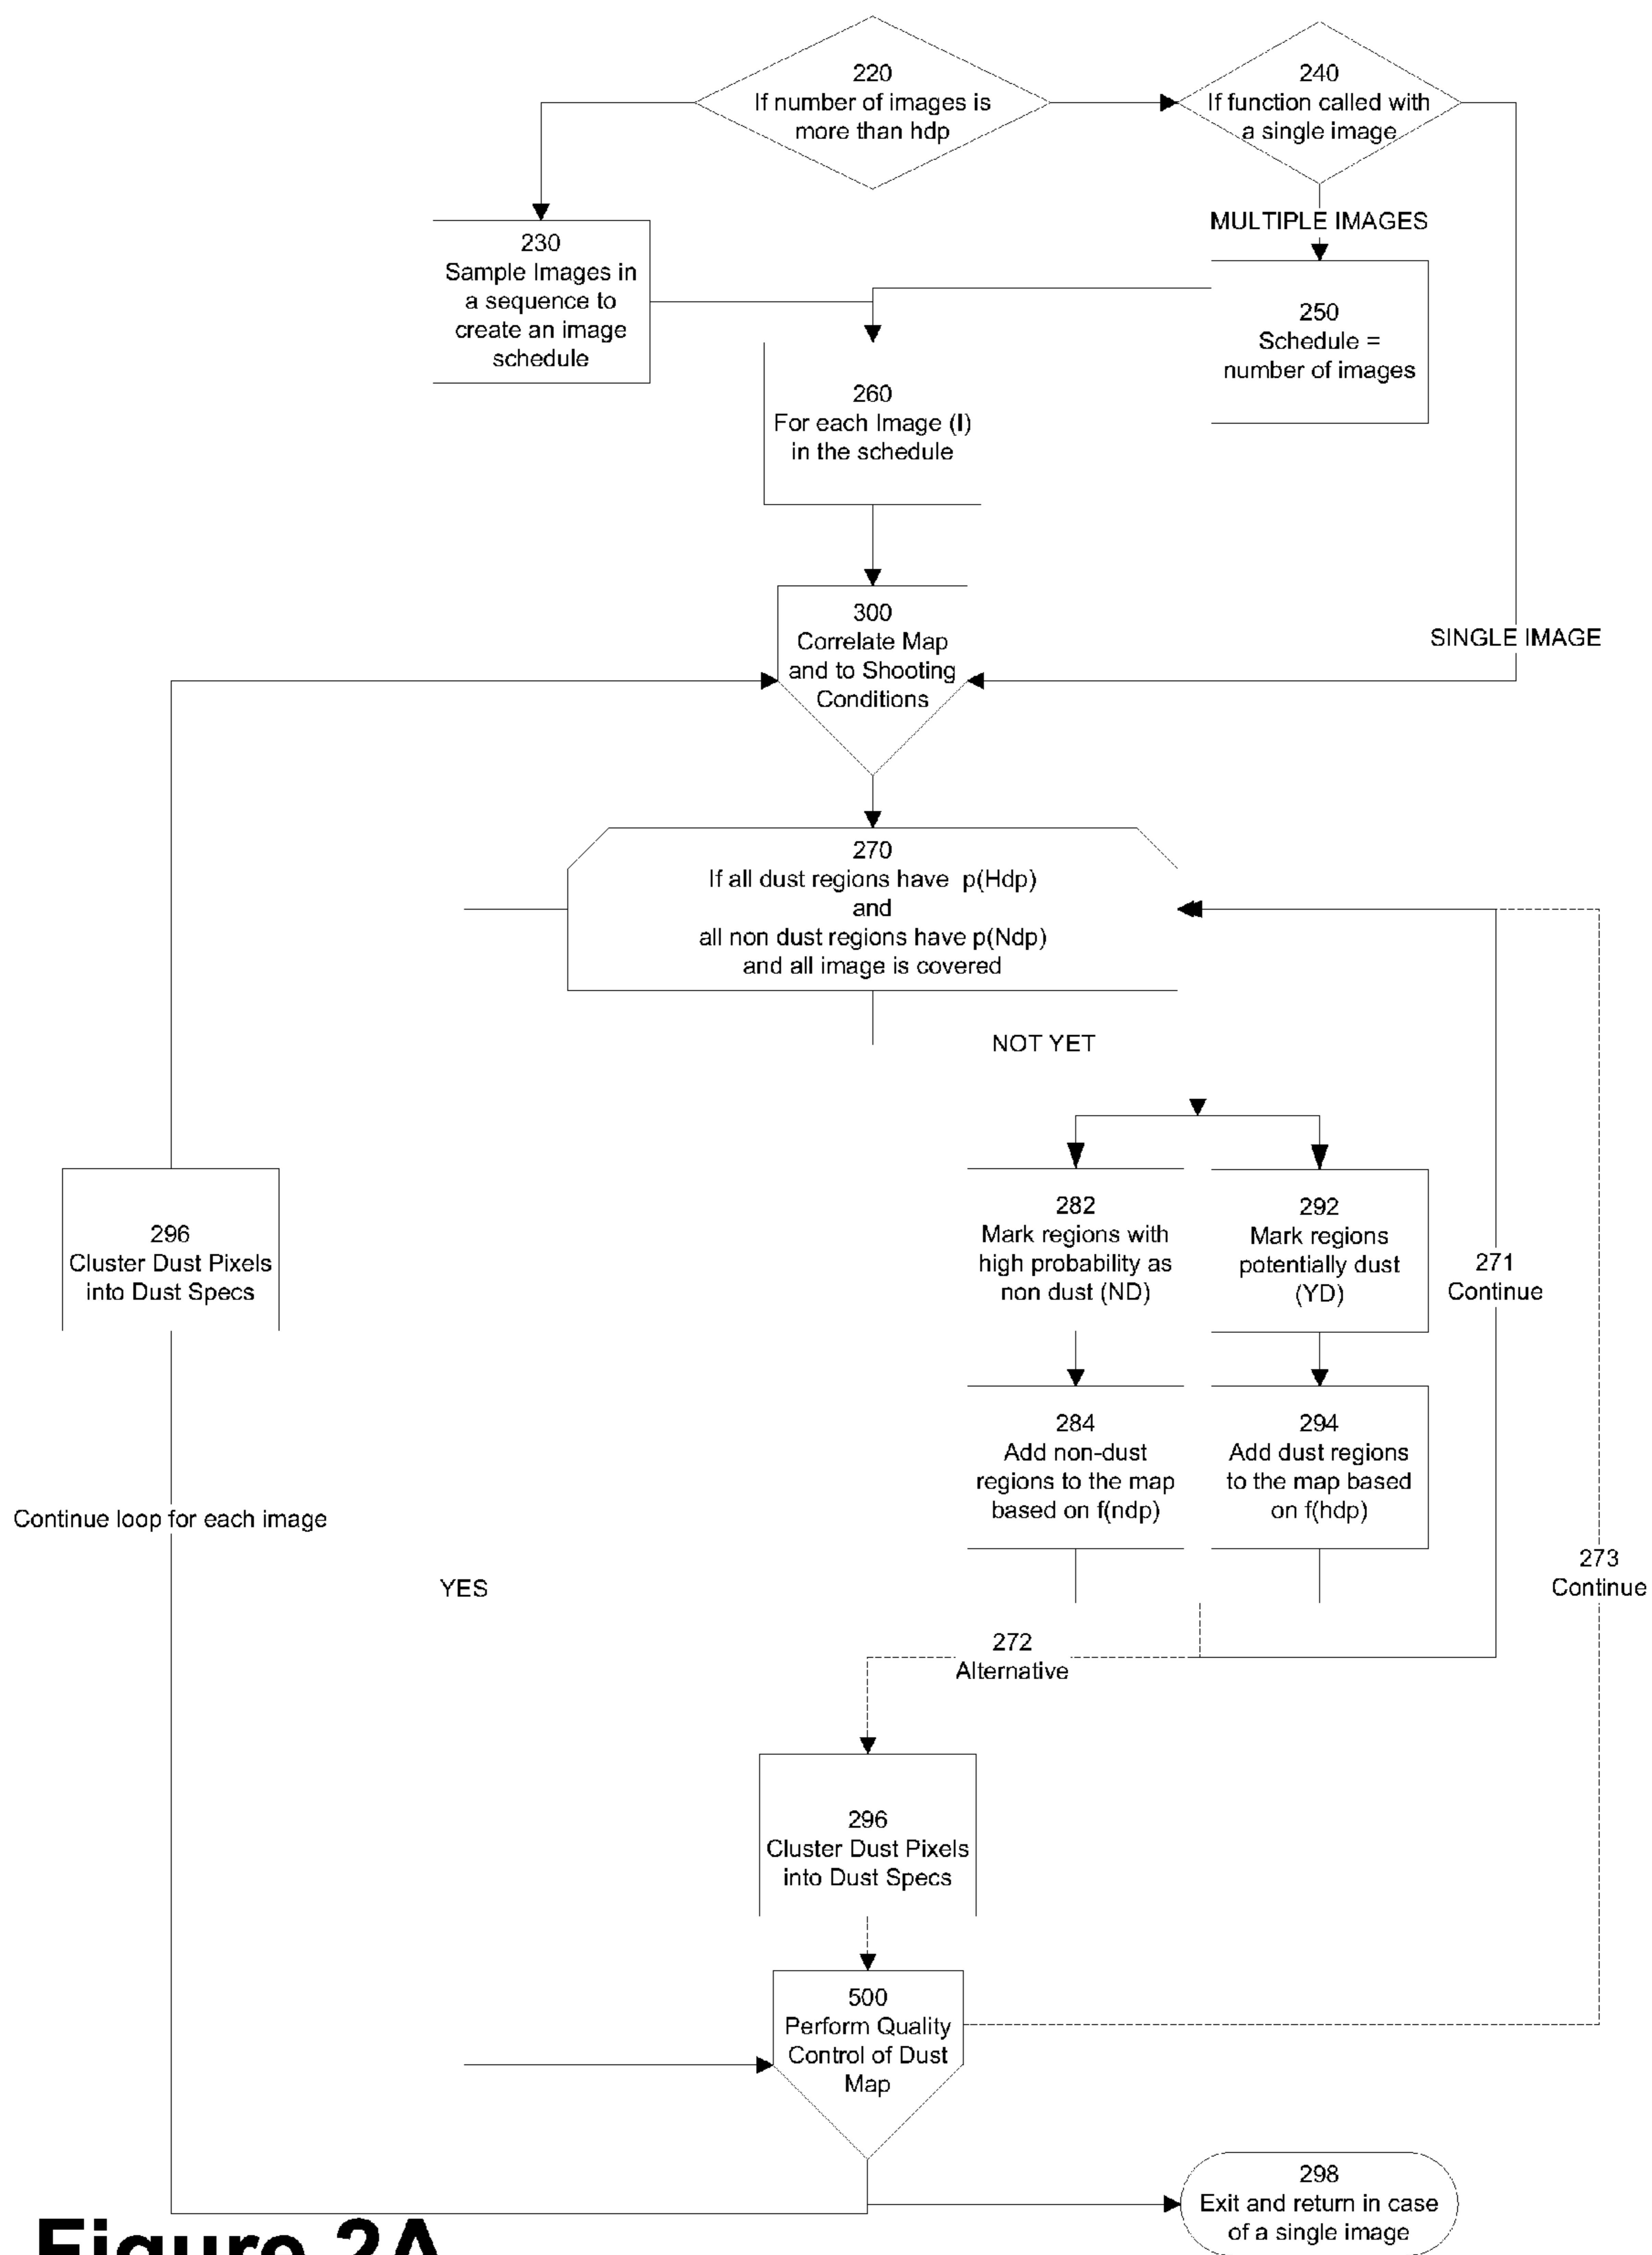 220
If number of images is
more than hdp
240
If function called with
a single image
MULTIPLE IMAGES
230
Sample Images in
a sequence to
create an image
schedule
250
Schedule =
number of images
260
For each Image (I)
in the schedule
300
Correlate Map
and to Shooting
Conditions
SINGLE IMAGE
270
If all dust regions have p(Hdp)
and
all non dust regions have p(Ndp)
and all image is covered
NOT YET
296
Cluster Dust Pixels
into Dust Specs
282
Mark regions with
high probability as
non dust (ND)
292
Mark regions
potentially dust
(YD)
271
Continue
284
Add non-dust
regions to the map
based on f(ndp)
294
Add dust regions
to the map based
on f(hdp)
Continue loop for each image
YES
273
Continue
272
Alternative
296
Cluster Dust Pixels
into Dust Specs
500
Perform Quality
Control of Dust
Map
298
Exit and return in case
of a single image
Figure 2A